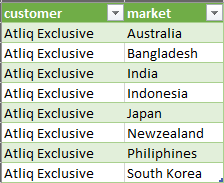 customer market
Atliq Exclusive Australia
Atliq Exclusive Bangladesh
Atliq Exclusive India
Atliq Exclusive Indonesia
Atliq Exclusive Japan
Atliq Exclusive Newzealand
Atliq Exclusive Philiphines
Atliq Exclusive South Korea